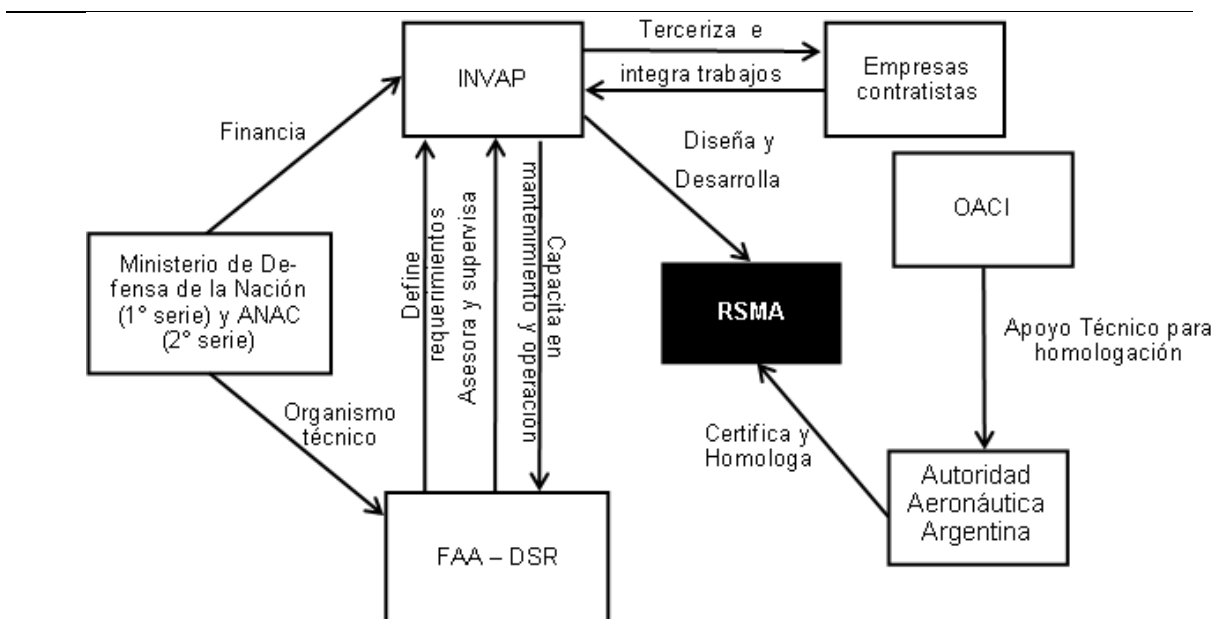 Terceriza e
integra trabajos
INVAP
Empresas
contratistas
Financia
Diseña y
Desarrolla
OACI
Ministerio de De-
fensa de la Nación
(1° serie) y ANAC
(2° serie)
Define
requerimientos
Asesora y supervisa
Capacita en
mantenimiento y operación
RSMA
Apoyo Técnico para
homologación
Organismo
técnico
Certifica y
Homologa
Autoridad
Aeronáutica
Argentina
FAA – DSR